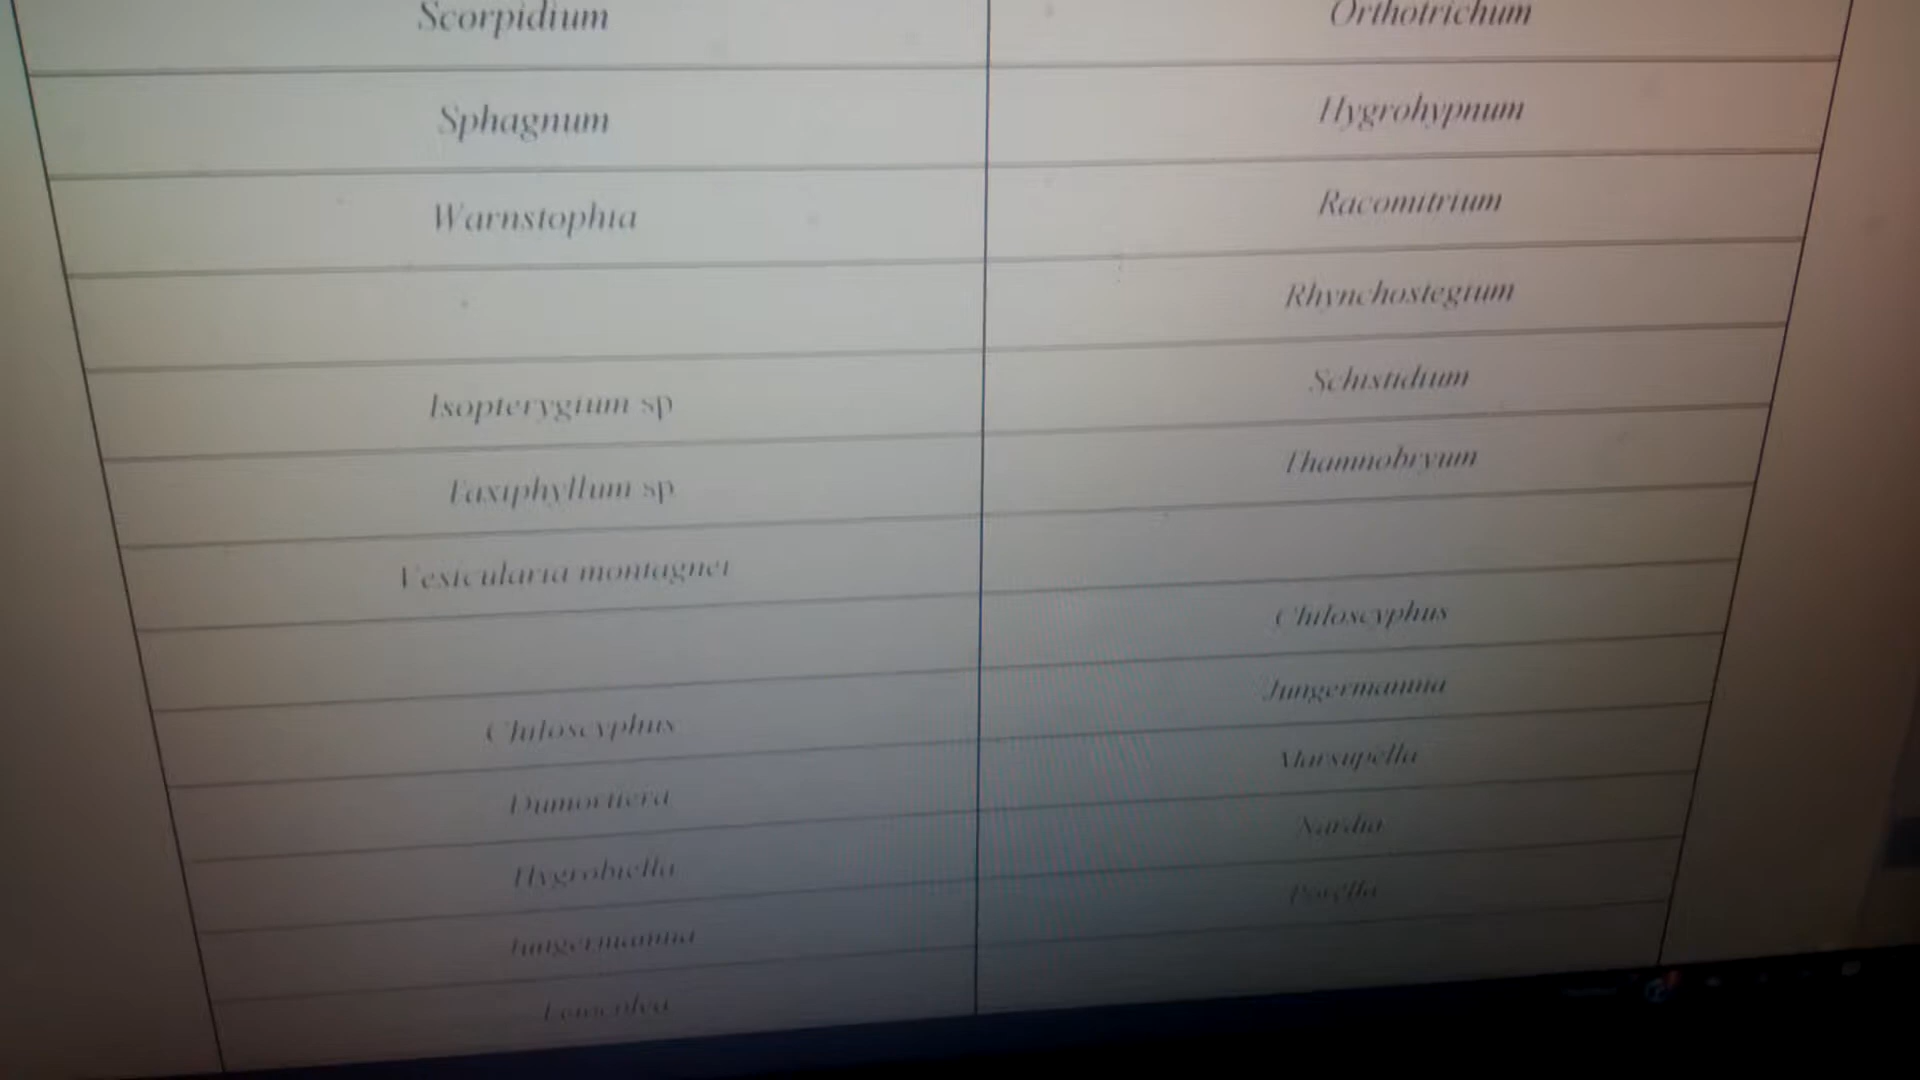 Scorpidium Orthotrichum
Sphagnum Hygrohypnum
Warnstophia Racomitrium
Rhynchostegium
Isopterygium sp Schistidium
Taxiphyllum sp Thamnobryum
Vesicularia montagnei
Chiloscyphus
Chiloscyphus Jungermannia
Dumortiera Marsupella
Hygrobiella Nardia
Jungermannia Porella